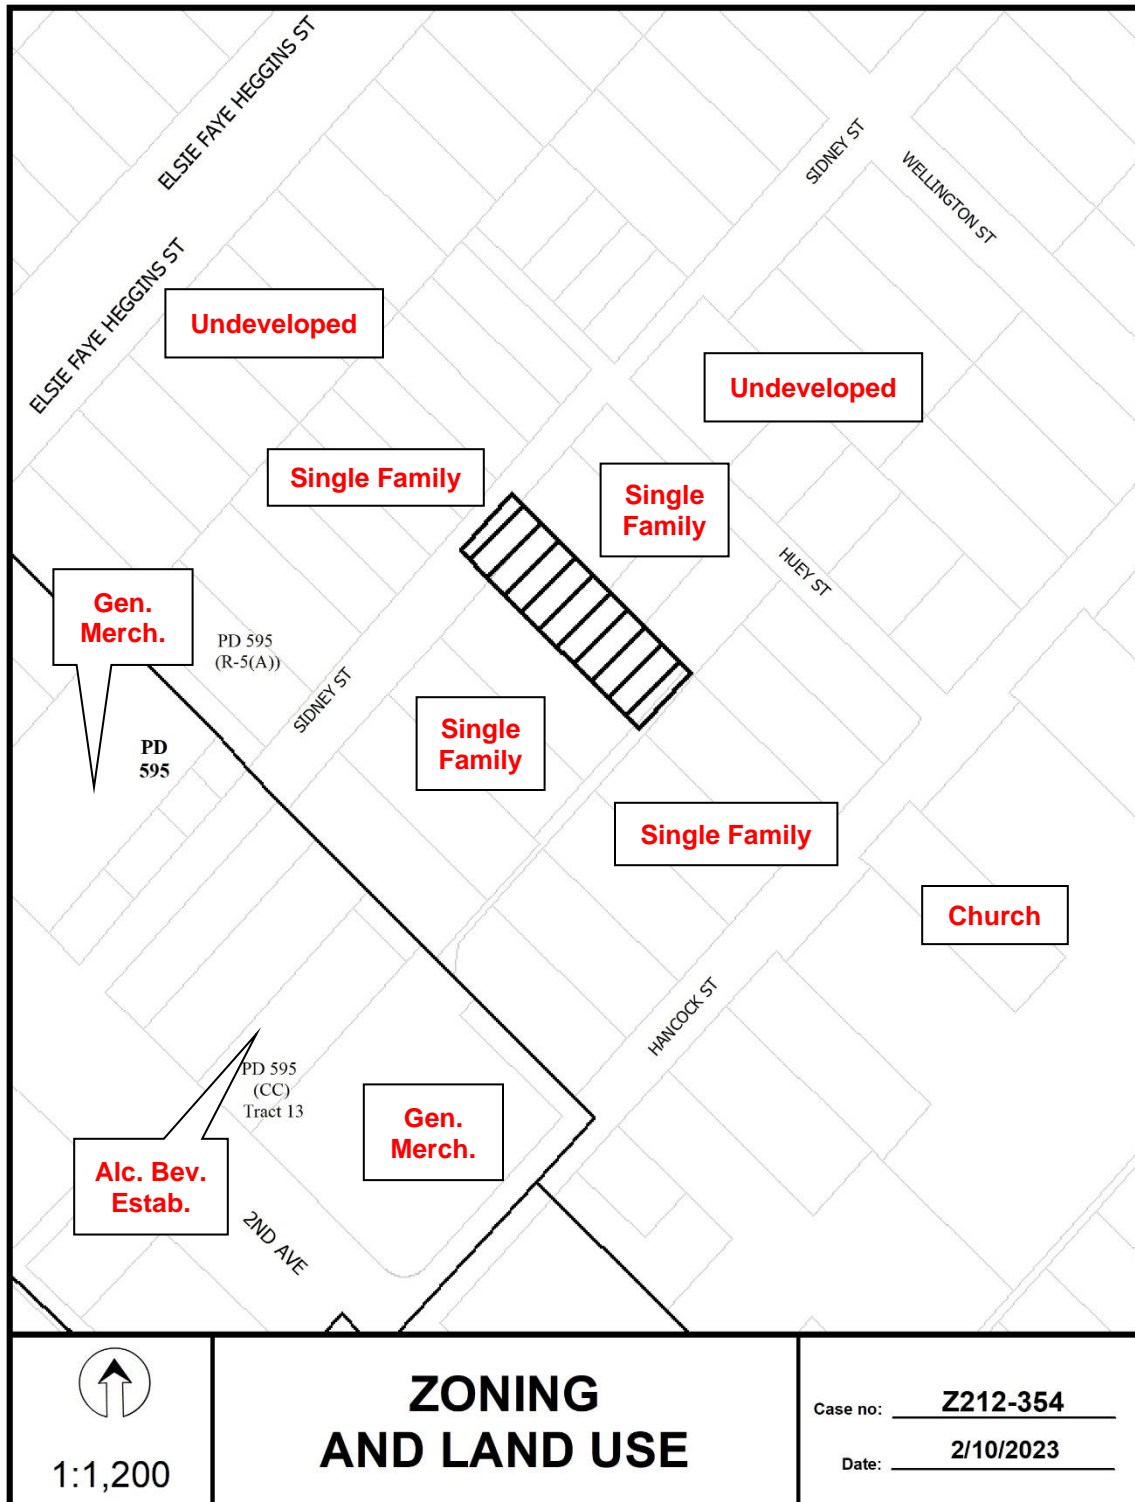 ELSIE FAYE HEGGINS ST
SIDNEY ST
WELLINGTON ST
ELSIE FAYE HEGGINS ST
Undeveloped
Undeveloped
Single Family
Single
Family
HUEY ST
Gen.
Merch.
PD 595
(R-5(A))
SIDNEY ST
PD
595
Single
Family
Single Family
Church
HANCOCK ST
PD 595
(CC)
Tract 13
Gen.
Merch.
Alc. Bev.
Estab.
2ND AVE
1:1,200
ZONING
AND LAND USE
Case no: Z212-354
Date: 2/10/2023